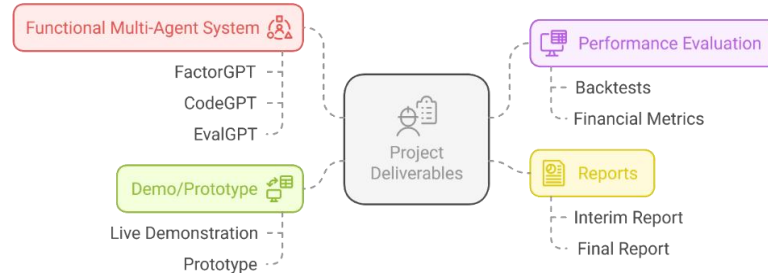 Functional Multi-Agent System
FactorGPT
CodeGPT
EvalGPT
Demo/Prototype
Live Demonstration
Prototype
Project
Deliverables
Performance Evaluation
Backtests
Financial Metrics
Reports
Interim Report
Final Report